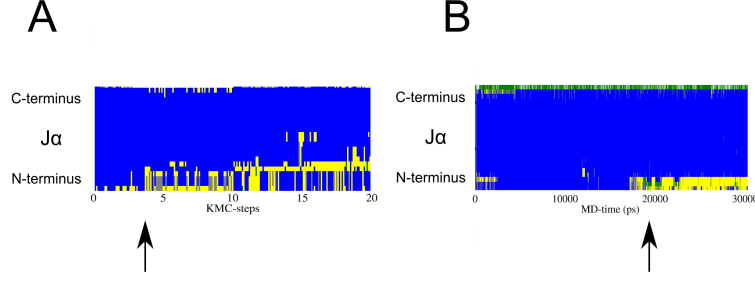 A
B
C-terminus
Jα
N-terminus
0 5 10 15 20
KMC-steps
C-terminus
Jα
N-terminus
0 10000 20000 30000
MD-time (ps)